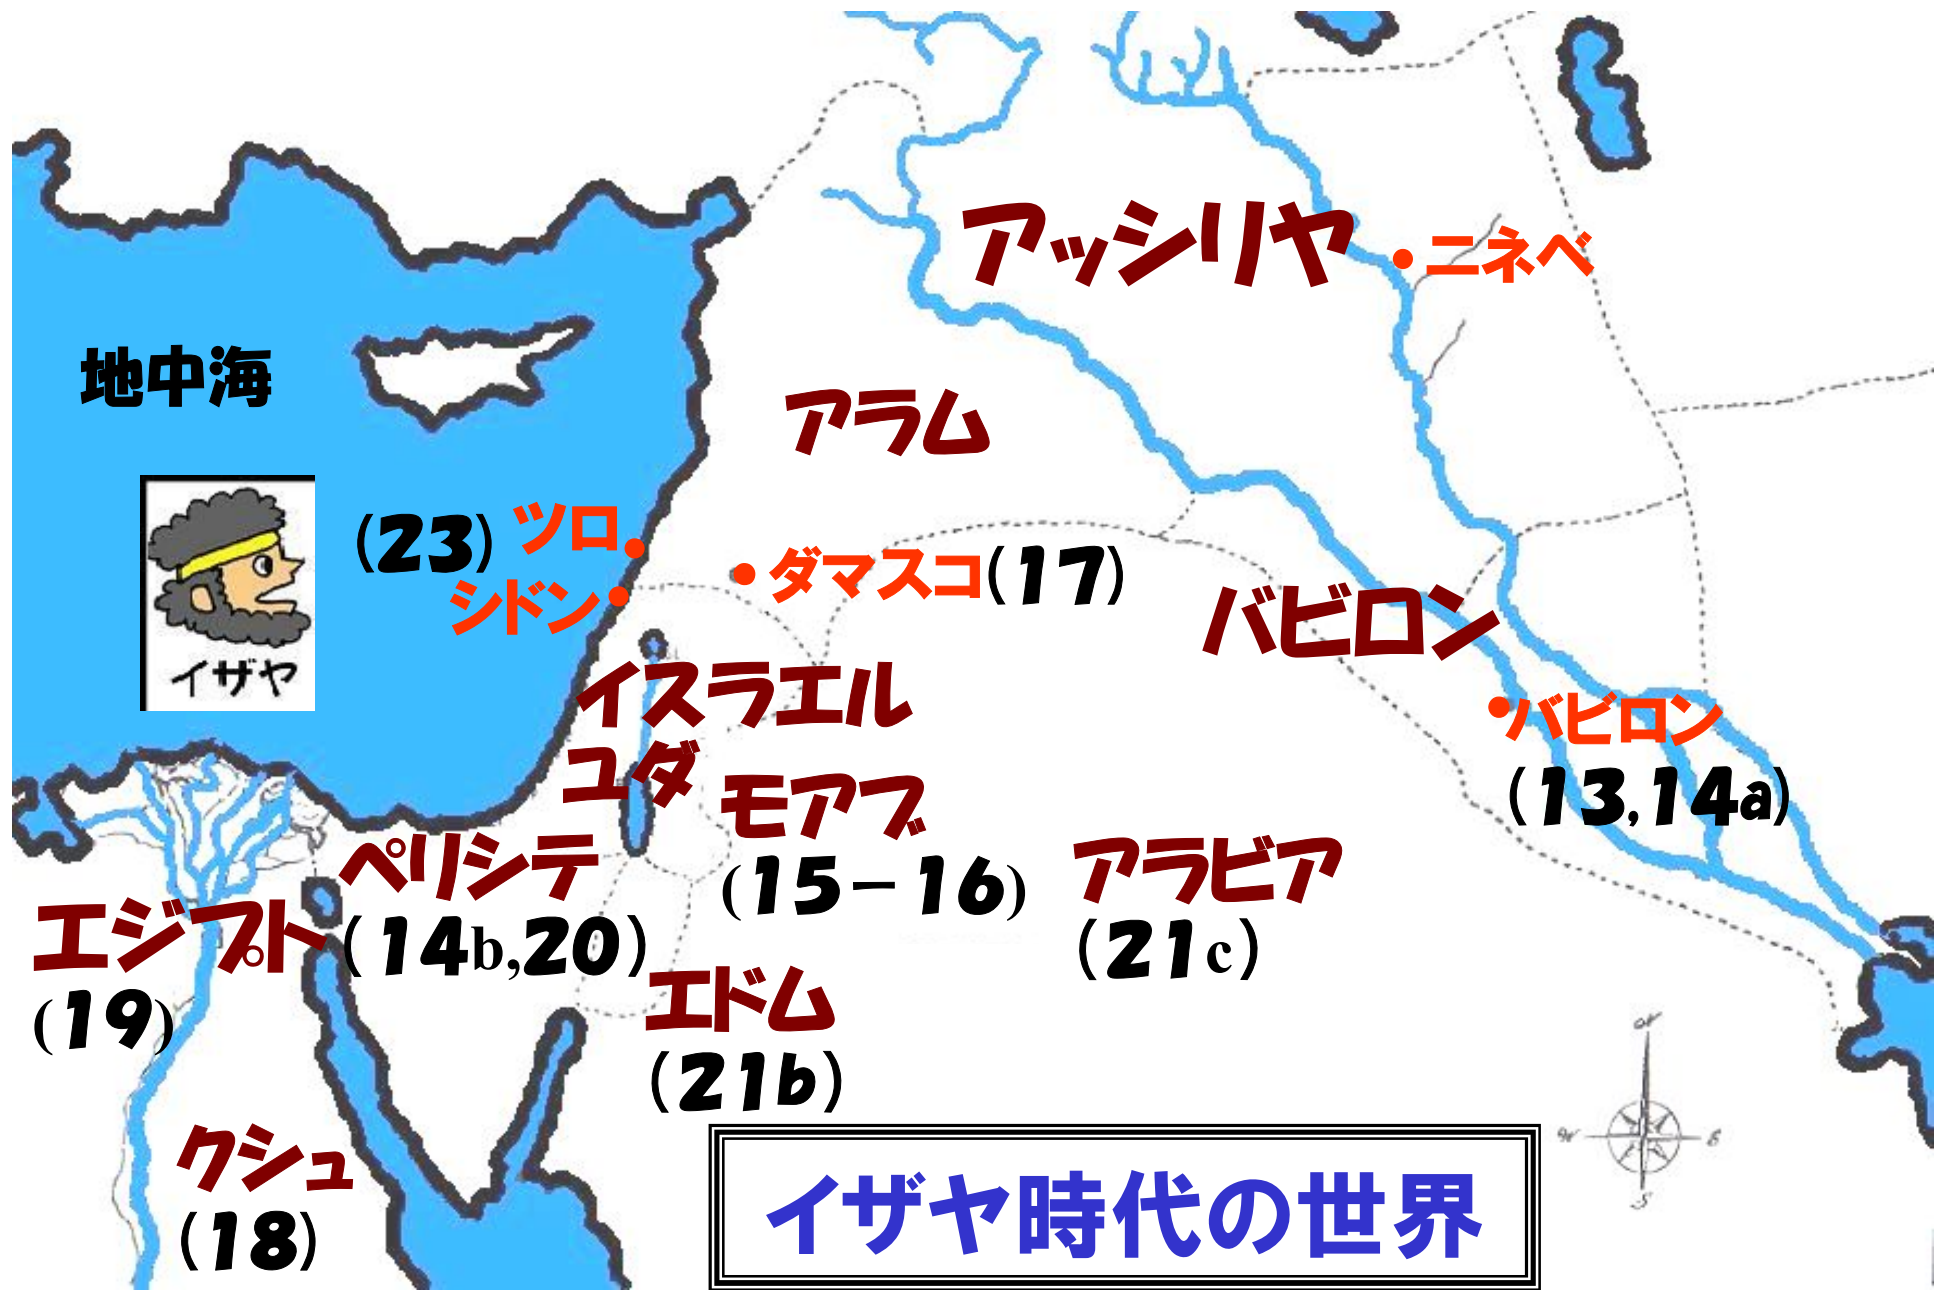 アッシリヤ
・ニネベ
地中海
アラム
(23) ツロ
シドン
・ダマスコ(17)
バビロン
イザヤ
イスラエル
ユダ
・バビロン
(13,14a)
モアブ
(15－16)
ペリシテ
(14b,20)
アラビア
(21c)
エジプト
(19)
エドム
(21b)
クシュ
(18)
イザヤ時代の世界
N
W
E
S